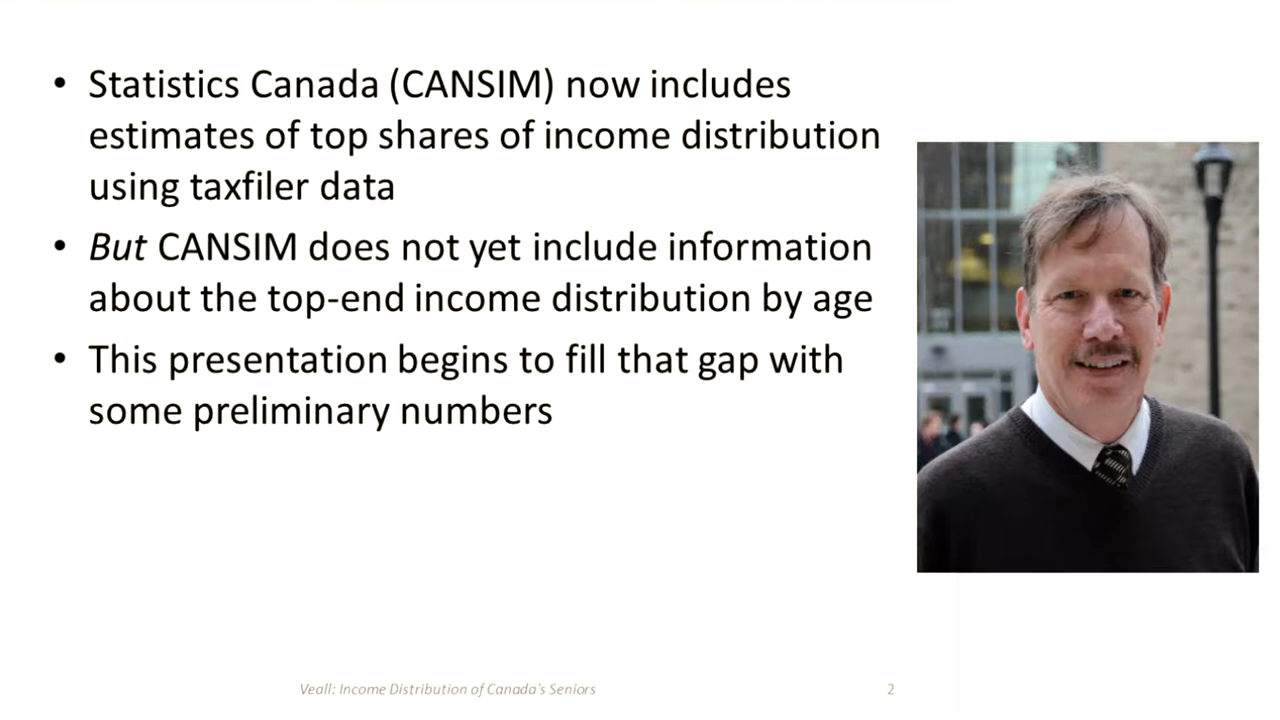 • Statistics Canada (CANSIM) now includes
estimates of top shares of income distribution
using taxfiler data
• But CANSIM does not yet include information
about the top-end income distribution by age
• This presentation begins to fill that gap with
some preliminary numbers
Veall: Income Distribution of Canada's Seniors
2